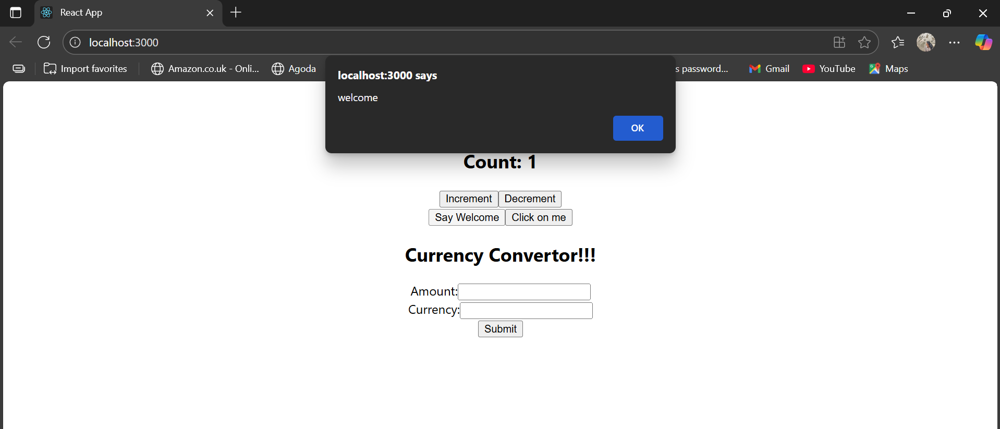 React App
localhost:3000
Import favorites
Amazon.co.uk - Onli...
Agoda
s password...
Gmail
YouTube
Maps
localhost:3000 says
welcome
OK
Count: 1
Increment Decrement
Say Welcome Click on me
Currency Convertor!!!
Amount:
Currency:
Submit